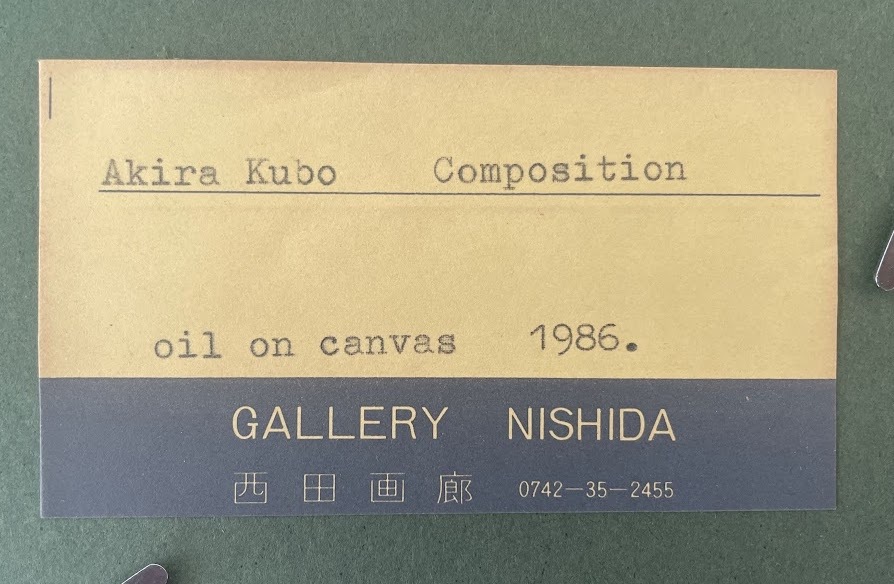 Akira Kubo Composition
oil on canvas 1986.
GALLERY NISHIDA
西田画廊 0742-35-2455